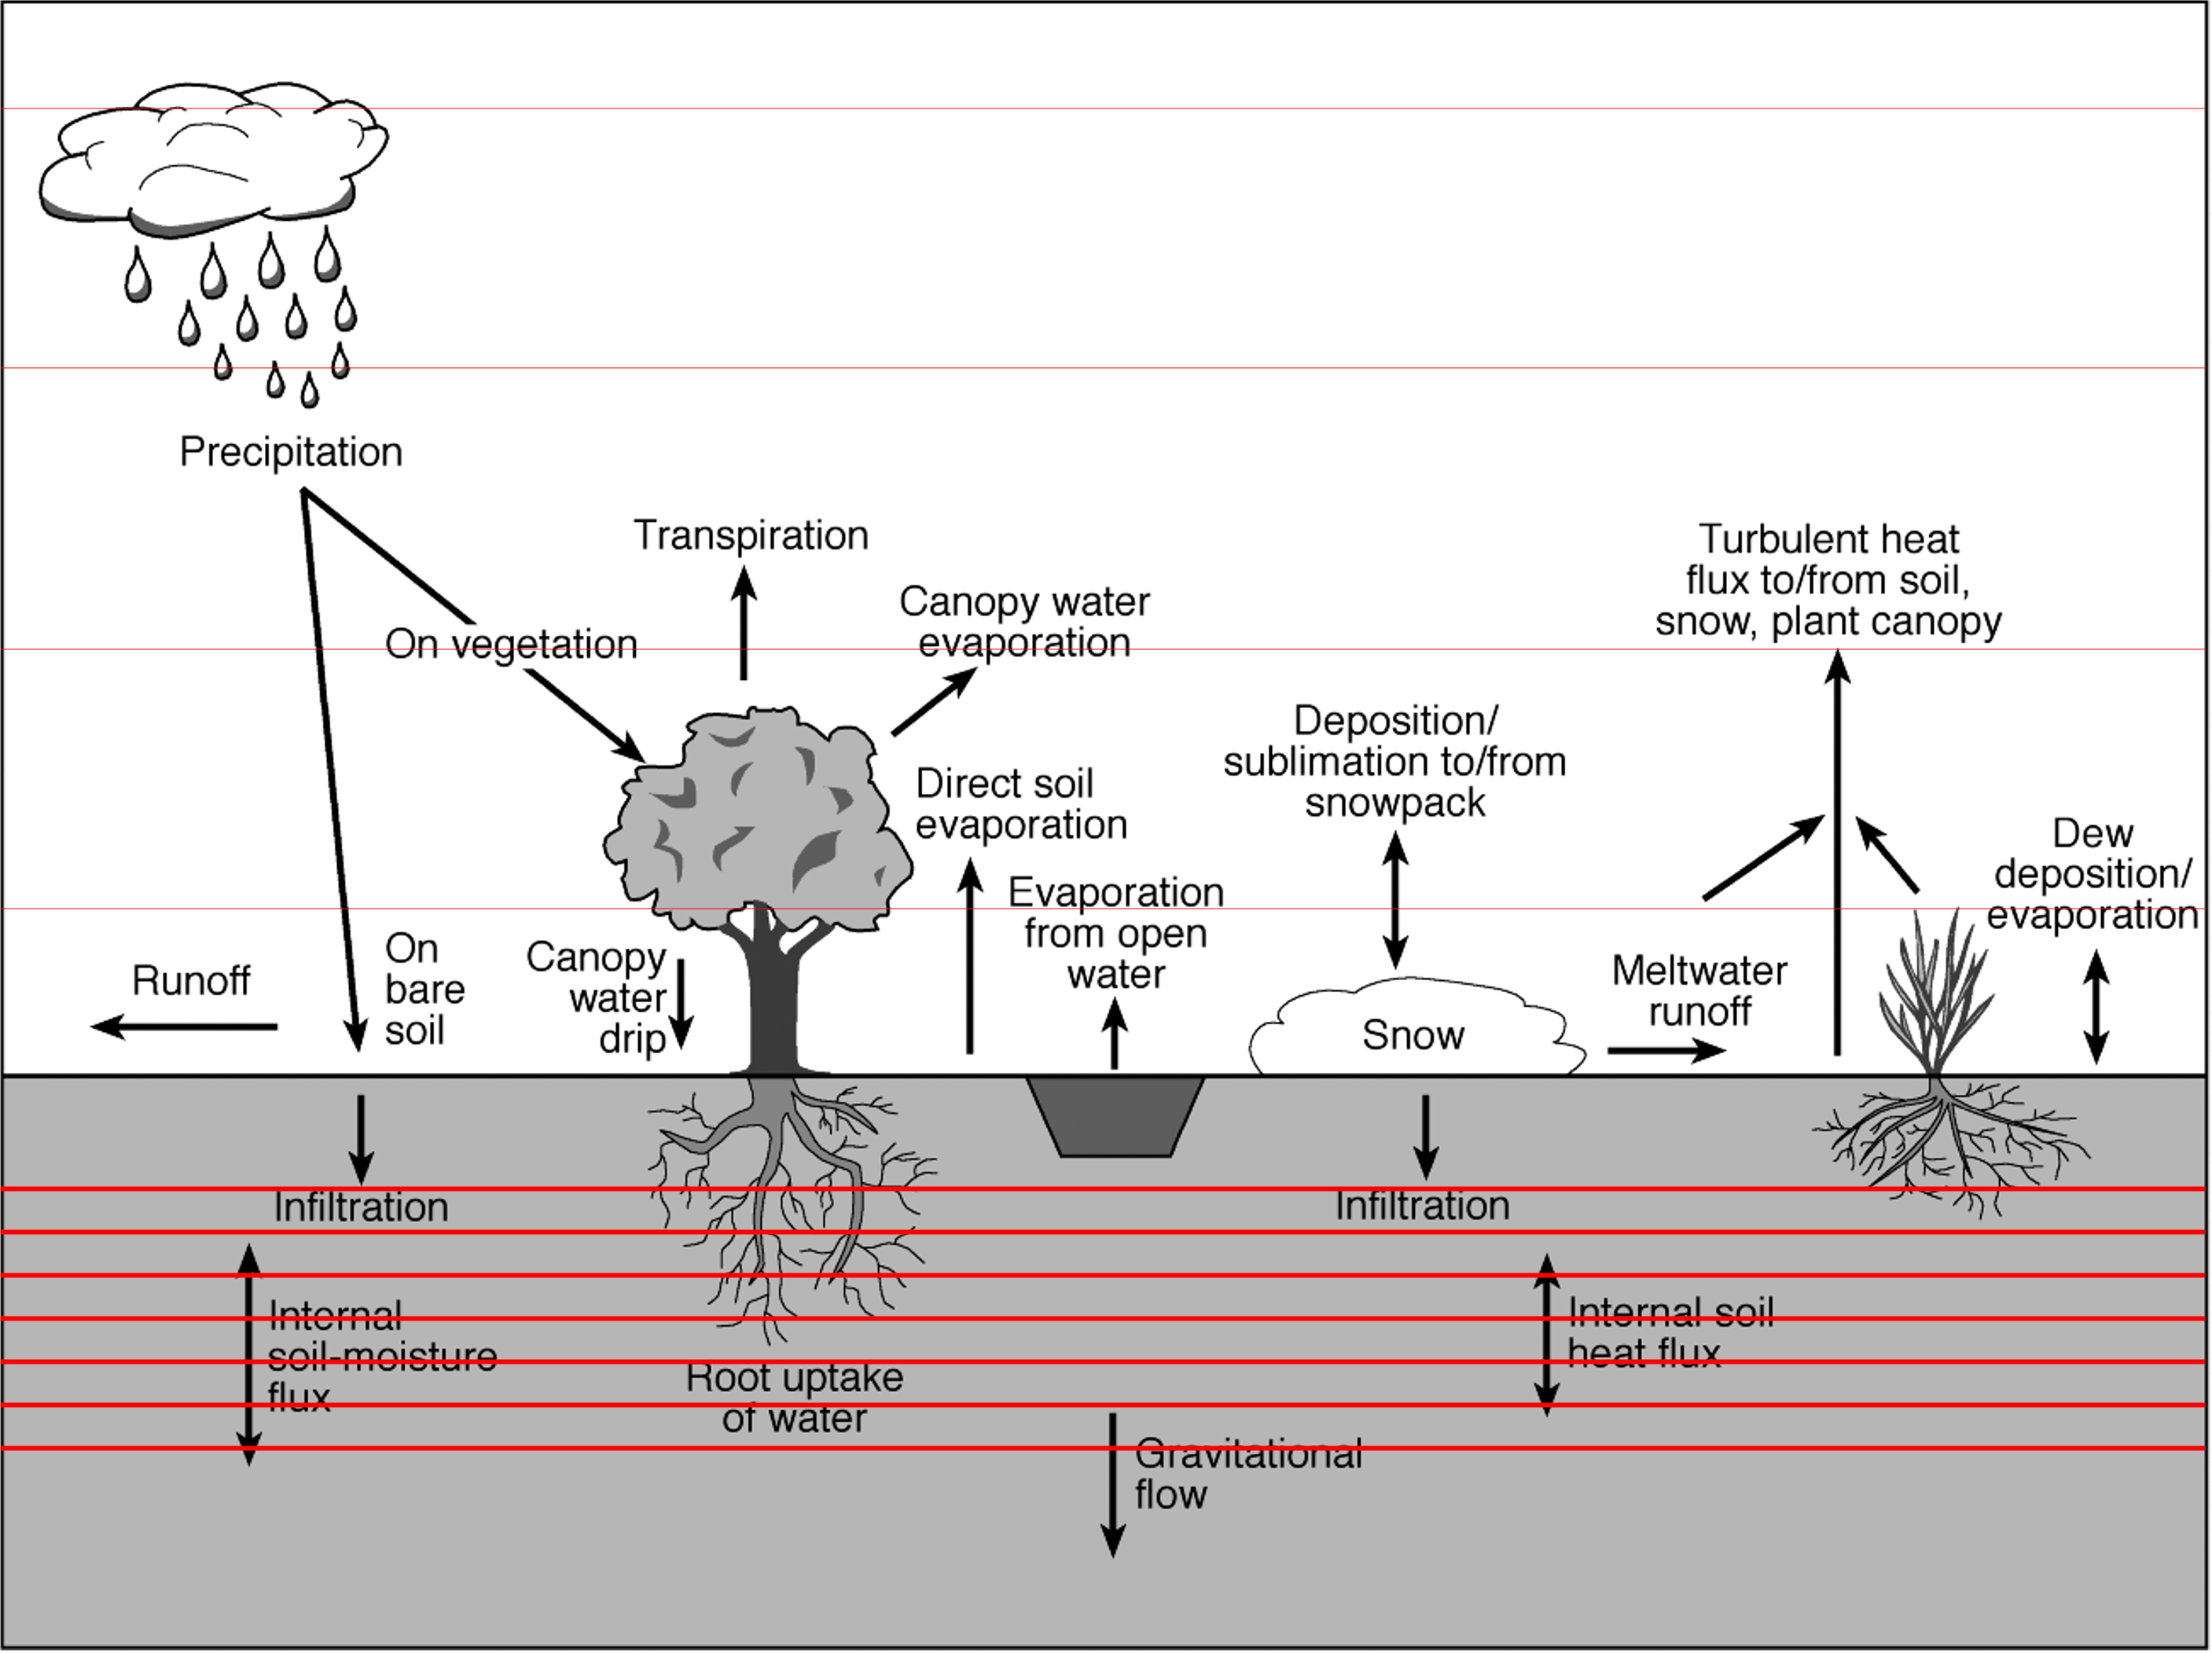 Precipitation
Transpiration
Turbulent heat
flux to/from soil,
snow, plant canopy
Canopy water
evaporation
On vegetation
Deposition/
sublimation to/from
snowpack
Direct soil
evaporation
Dew
deposition/
evaporation
Evaporation
from open
water
Runoff
On
bare
soil
Canopy
water
drip
Snow
Meltwater
runoff
Infiltration
Infiltration
Internal
soil-moisture
flux
Root uptake
of water
Internal soil
heat flux
Gravitational
flow